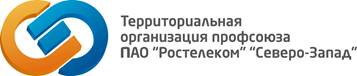 Территориальная
организация профсоюза
ПАО "Ростелеком" "Северо-Запад"